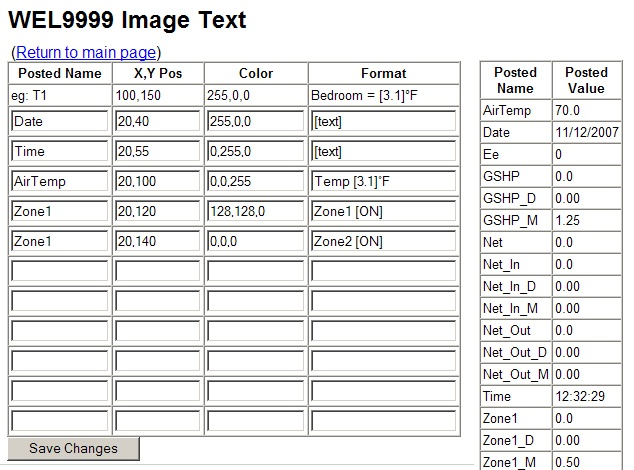 WEL9999 Image Text
(Return to main page)
Posted Name X,Y Pos Color Format
eg: T1 100,150 255,0,0 Bedroom = [3.1]°F
Date 20,40 255,0,0 [text]
Time 20,55 0,255,0 [text]
AirTemp 20,100 0,0,255 Temp [3.1]°F
Zone1 20,120 128,128,0 Zone1 [ON]
Zone1 20,140 0,0,0 Zone2 [ON]
Save Changes
Posted Posted
Name Value
AirTemp 70.0
Date 11/12/2007
Ee 0
GSHP 0.0
GSHP_D 0.00
GSHP_M 1.25
Net 0.0
Net_In 0.0
Net_In_D 0.00
Net_In_M 0.00
Net_Out 0.0
Net_Out_D 0.00
Net_Out_M 0.00
Time 12:32:29
Zone1 0.0
Zone1_D 0.00
Zone1_M 0.50